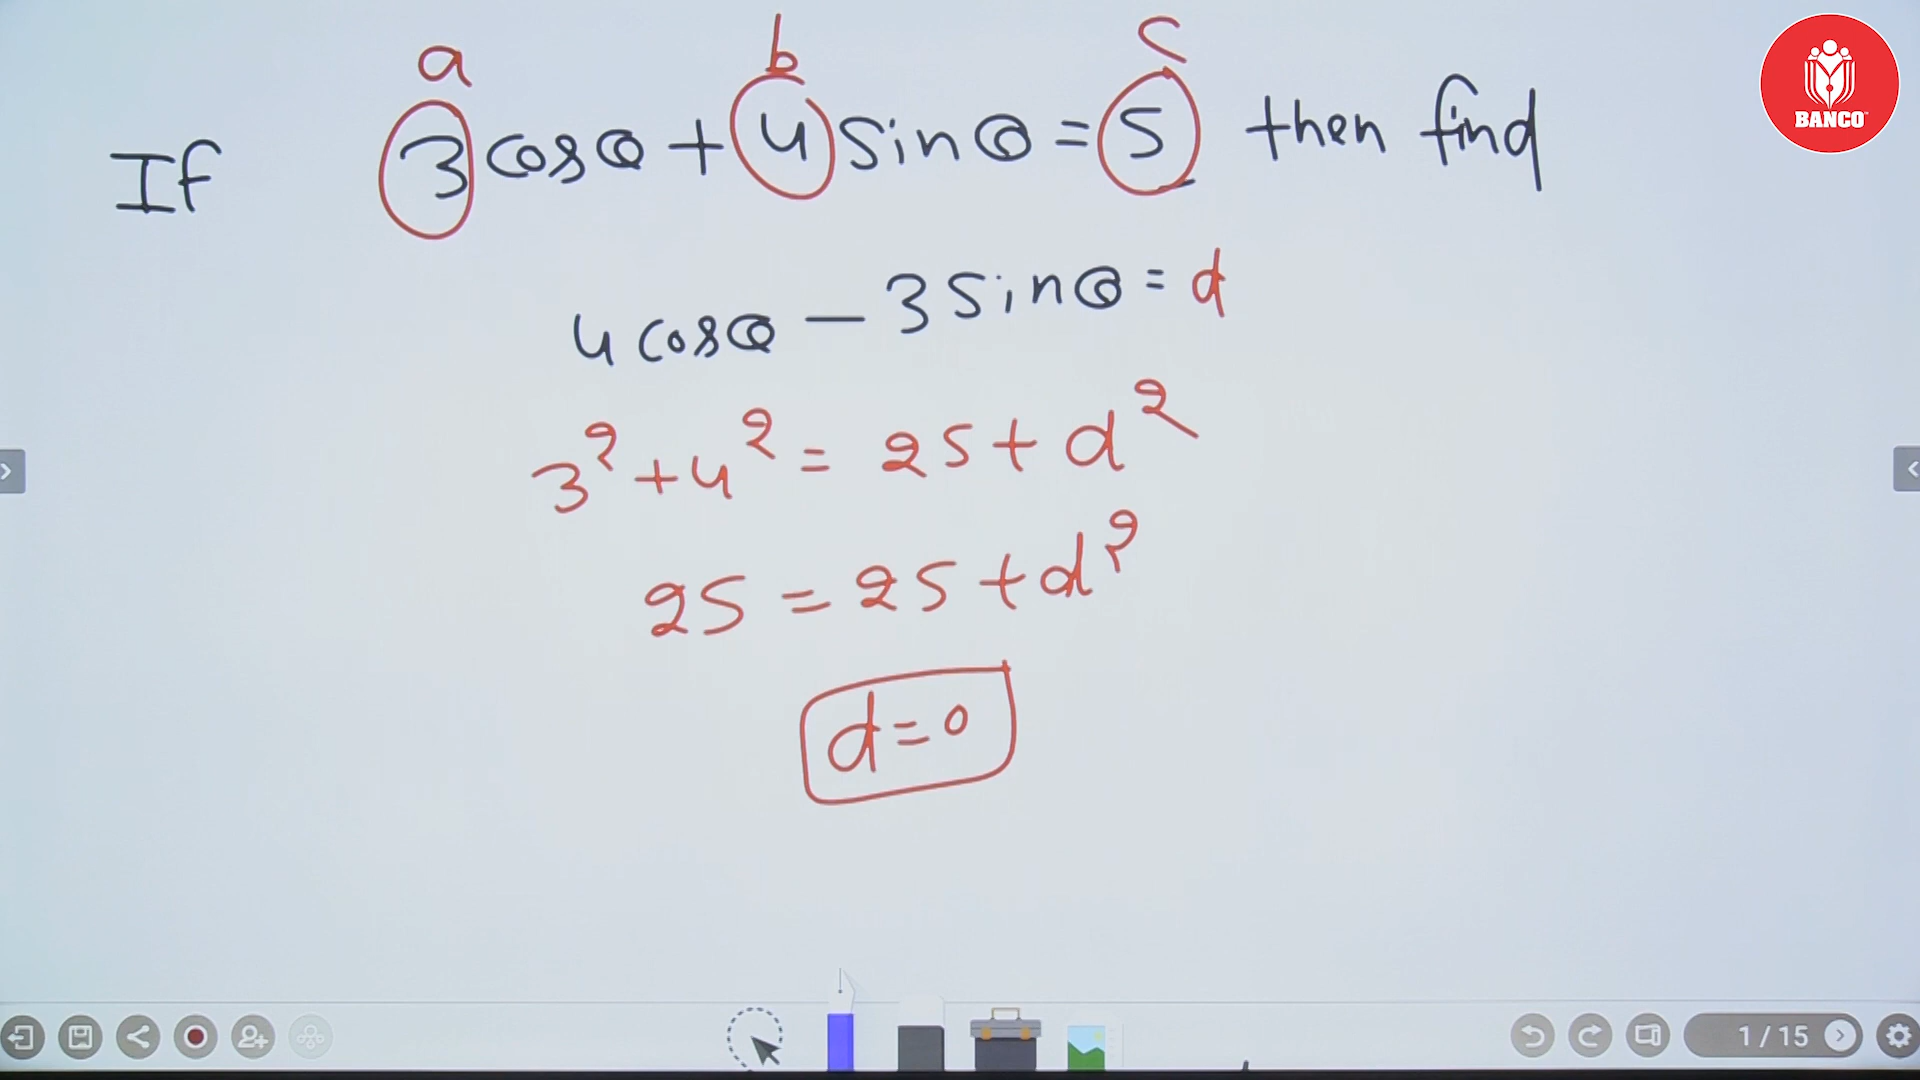 a b c
If 3cosθ + 4sinθ = 5 then find
4cosθ – 3sinθ = d
3² + 4² = 25 + d²
25 = 25 + d²
d = 0
BANCO
1 / 15